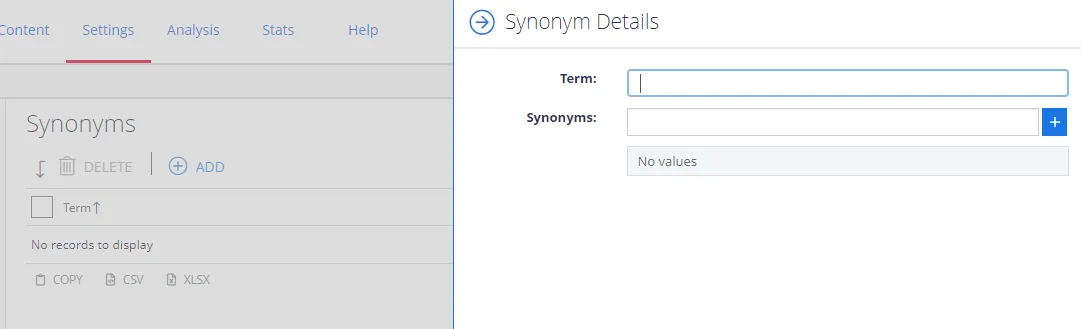 Content Settings Analysis Stats Help
Synonyms
DELETE ADD
Term↑
No records to display
COPY CSV XLSX
Synonym Details
Term:
Synonyms: +
No values